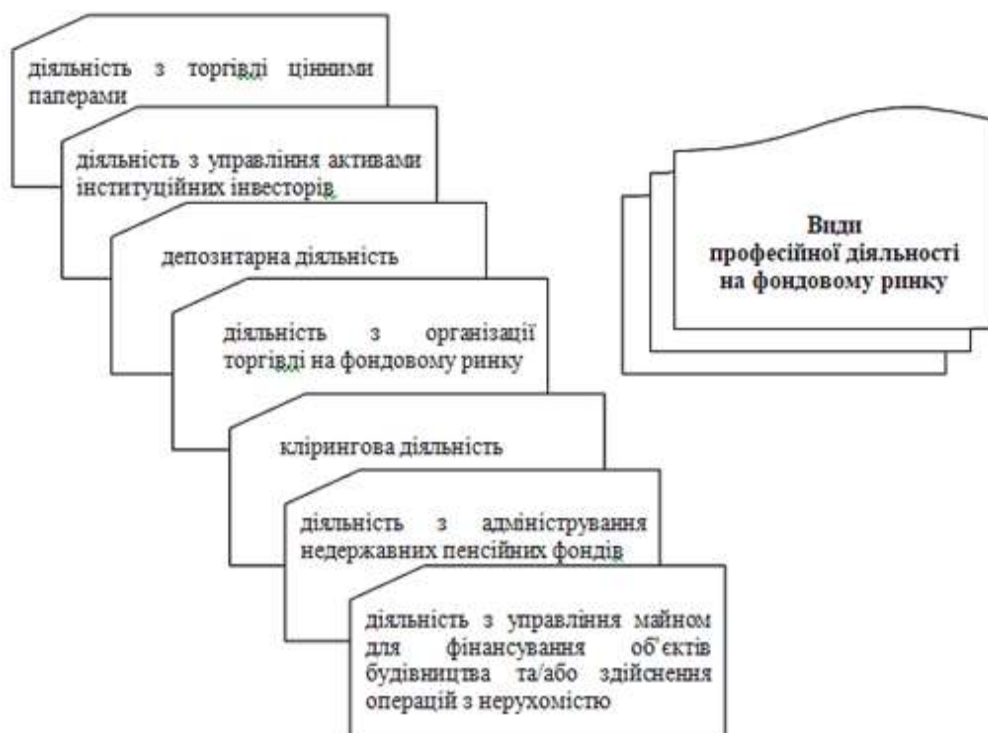 діяльність з торгівлі цінними
паперами
діяльність з управління активами
інституційних інвесторів
депозитарна діяльність
діяльність з організації
торгівлі на фондовому ринку
клірингова діяльність
діяльність з адміністрування
недержавних пенсійних фондів
діяльність з управління майном
для фінансування об'єктів
будівництва та/або здійснення
операцій з нерухомістю
Види
професійної діяльності
на фондовому ринку